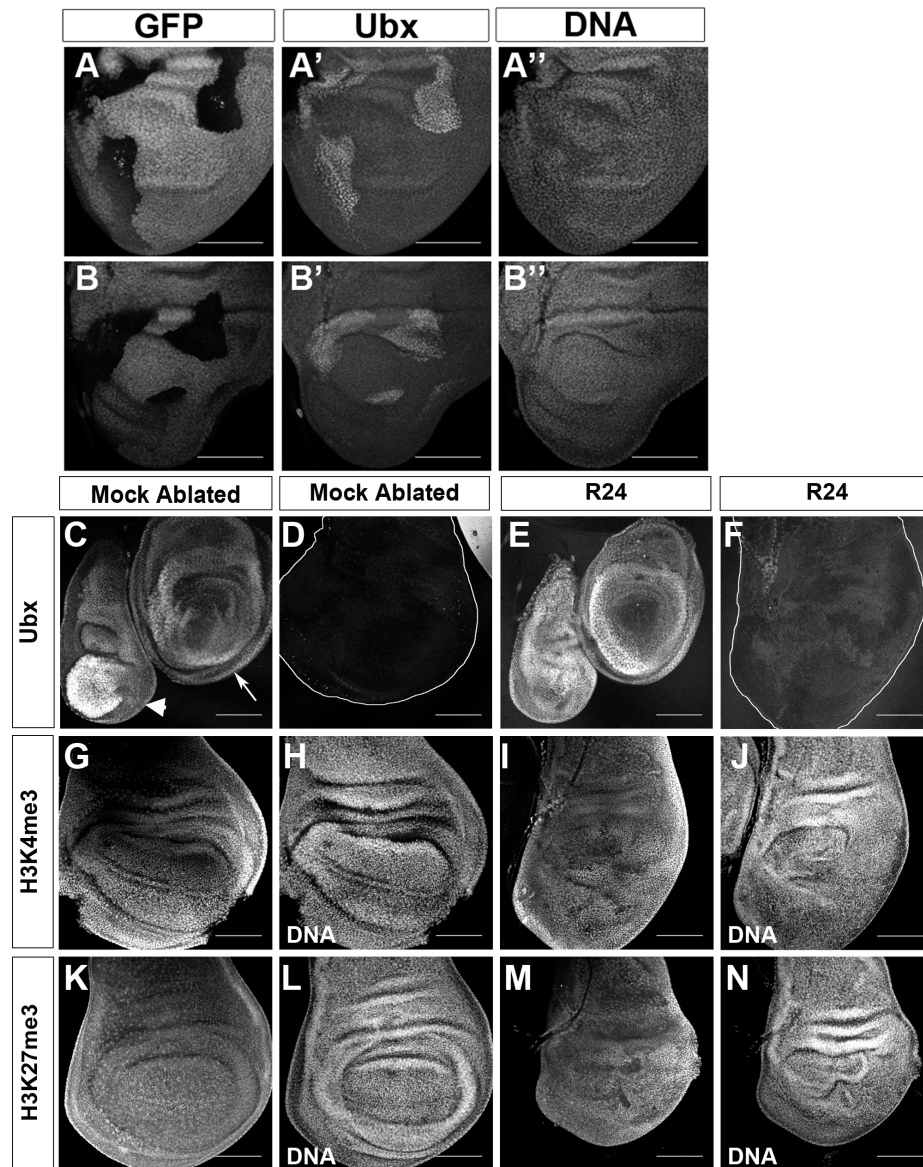 GFP Ubx DNA
A A' A''
B B' B''
Mock Ablated Mock Ablated R24 R24
Ubx
C D E F
H3K4me3
G H I J
DNA DNA
H3K27me3
K L M N
DNA DNA